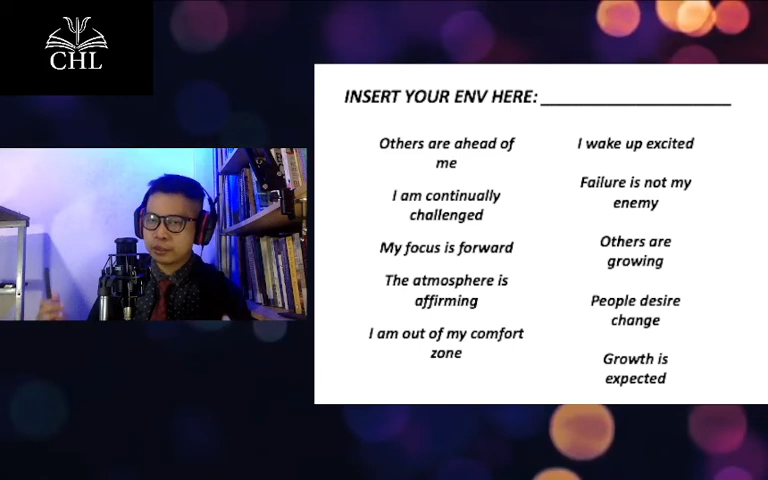 CHL
INSERT YOUR ENV HERE: ____________________
Others are ahead of
me
I am continually
challenged
My focus is forward
The atmosphere is
affirming
I am out of my comfort
zone
I wake up excited
Failure is not my
enemy
Others are
growing
People desire
change
Growth is
expected